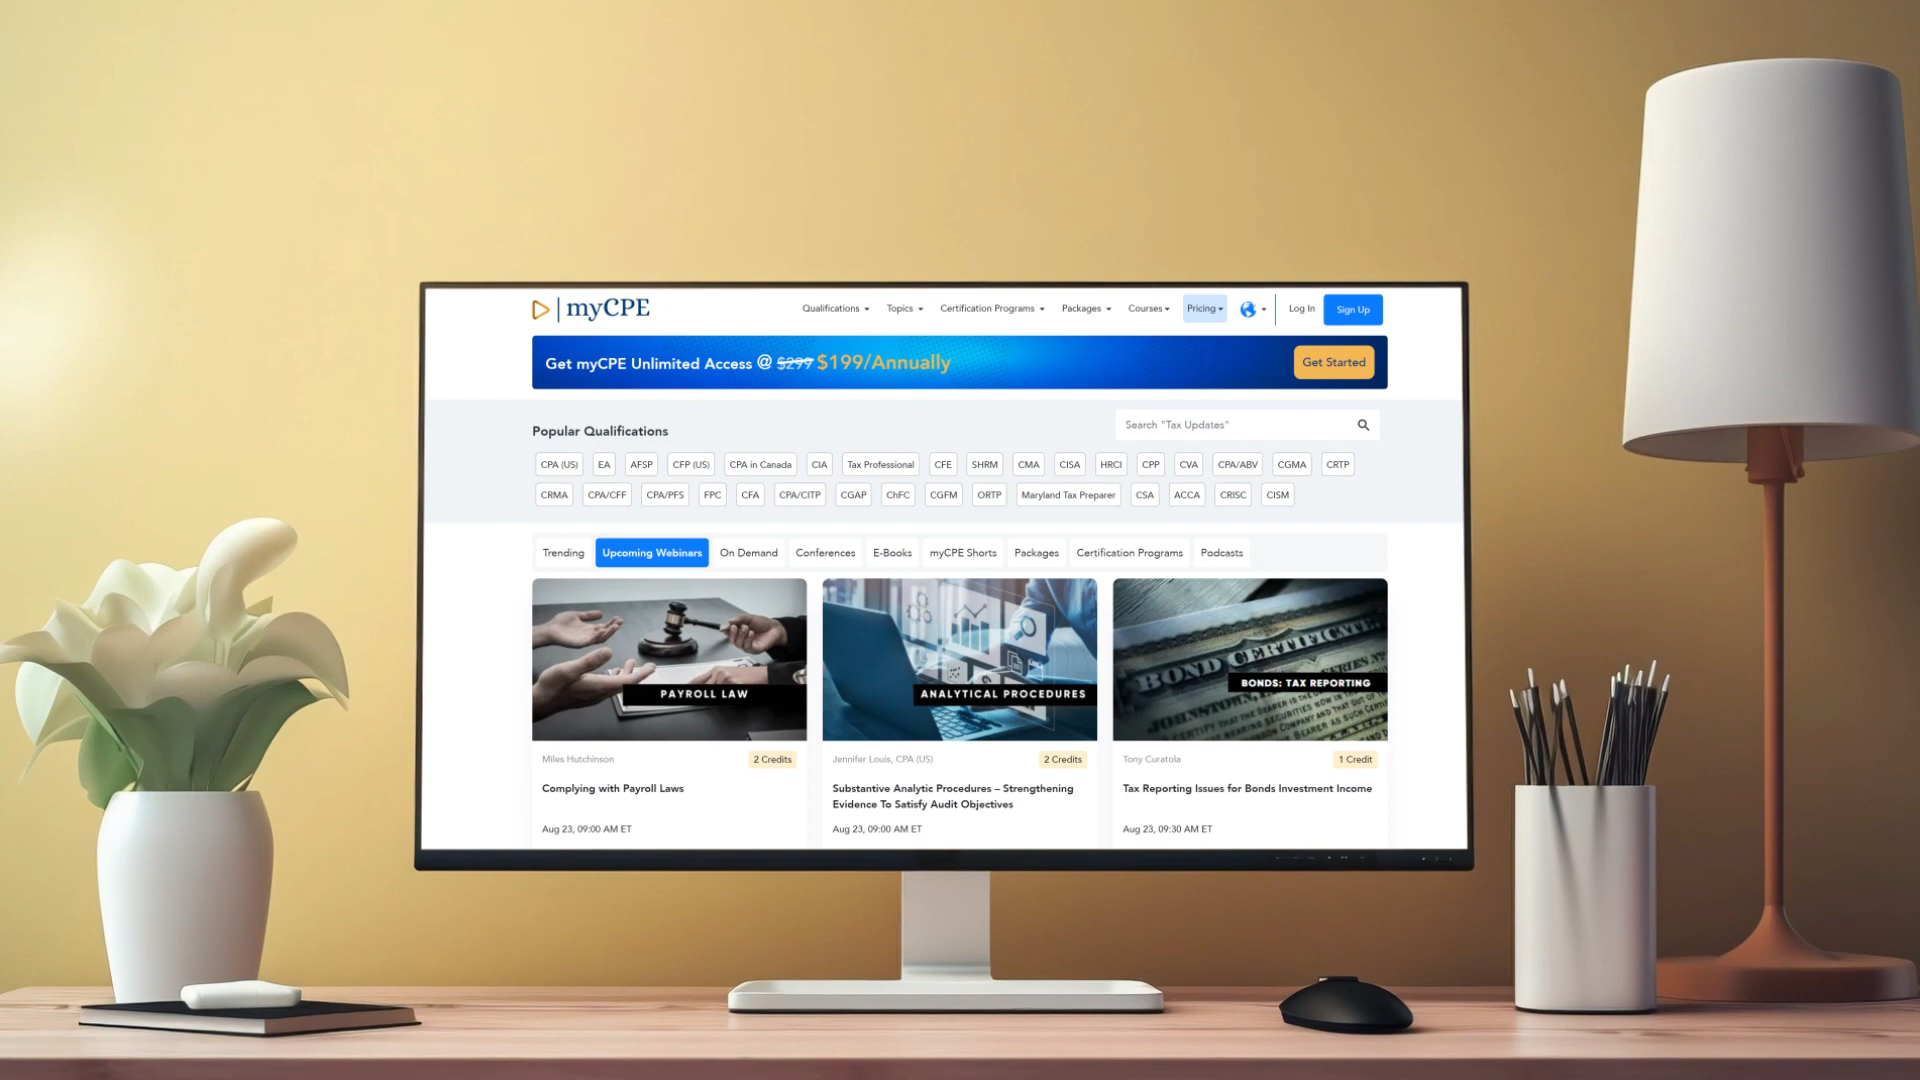 myCPE
Qualifications Topics Certification Programs Packages Courses Pricing Log In Sign Up
Get myCPE Unlimited Access @ $299 $199/Annually Get Started
Search "Tax Updates"
Popular Qualifications
CPA (US) EA AFSP CFP (US) CPA in Canada CIA Tax Professional CFE SHRM CMA CISA HRCI CPP CVA CPA/ABV CGMA CRTP
CRMA CPA/CFF CPA/PFS FPC CFA CPA/CITP CGAP ChFC CGFM ORTP Maryland Tax Preparer CSA ACCA CRISC CISM
Trending Upcoming Webinars On Demand Conferences E-Books myCPE Shorts Packages Certification Programs Podcasts
PAYROLL LAW
ANALYTICAL PROCEDURES
BOND CERTIFICATE
BONDS: TAX REPORTING
Miles Hutchinson 2 Credits
Complying with Payroll Laws
Aug 23, 09:00 AM ET
Jennifer Louis, CPA (US) 2 Credits
Substantive Analytic Procedures – Strengthening
Evidence To Satisfy Audit Objectives
Aug 23, 09:00 AM ET
Tony Curatola 1 Credit
Tax Reporting Issues for Bonds Investment Income
Aug 23, 09:30 AM ET